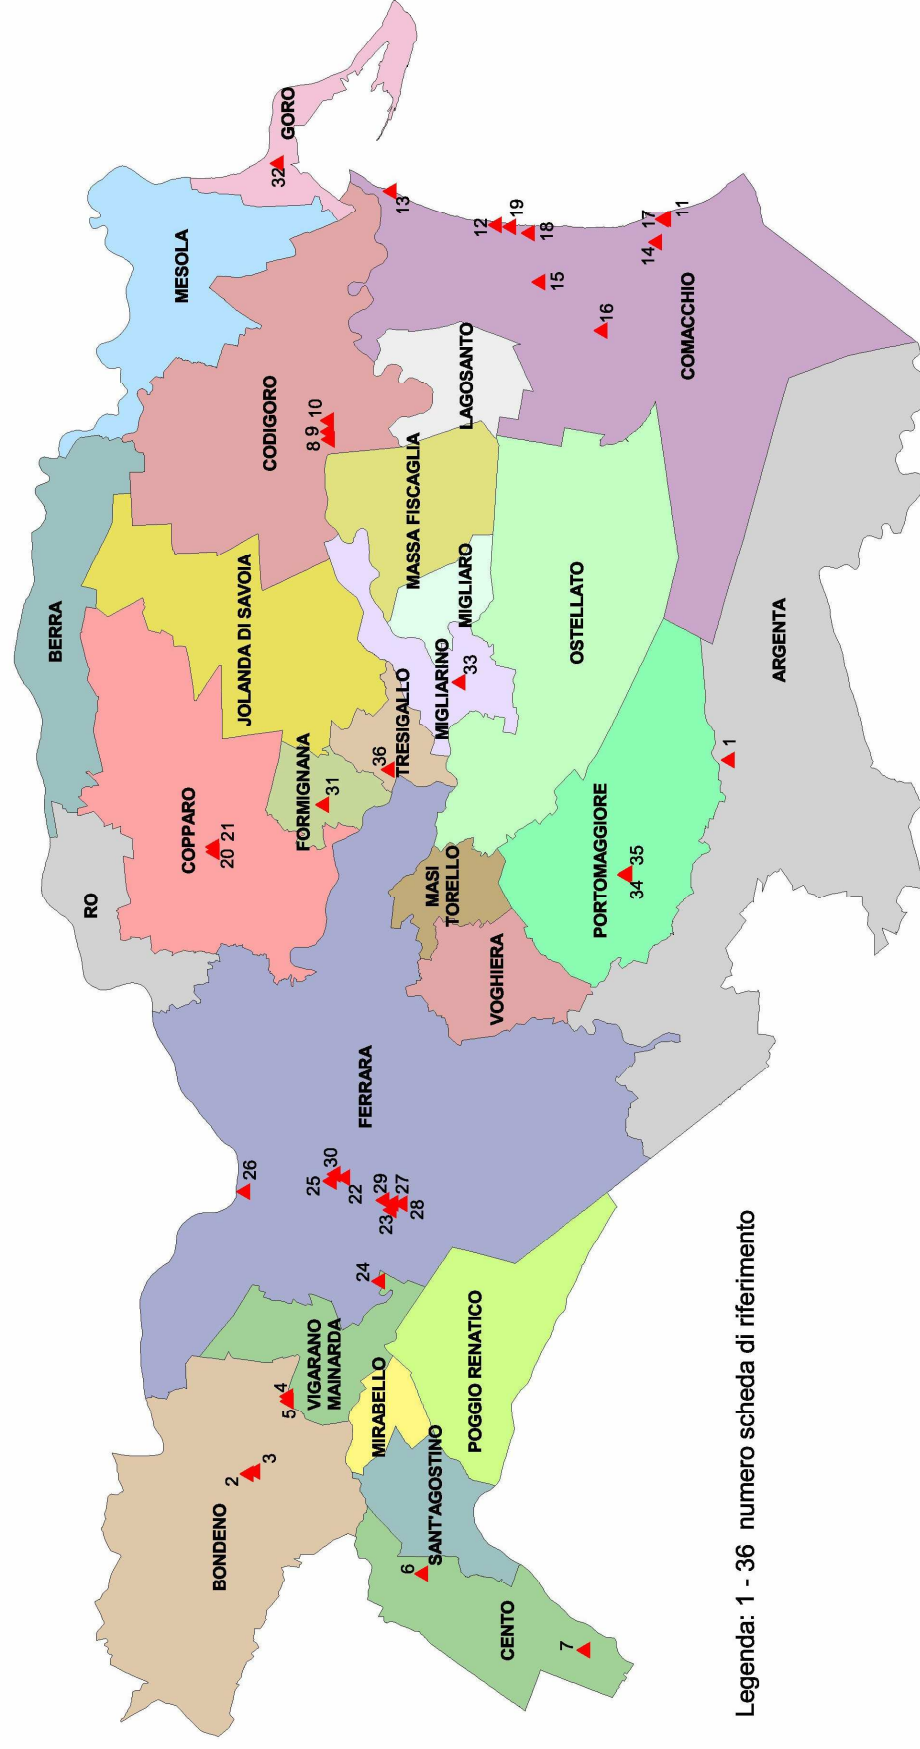 RO
BERRA
MESOLA
GORO
32
COPPARO
20 21
JOLANDA DI SAVOIA
CODIGORO
8 9 10
FORMIGNANA
31
TRESIGALLO
36
MIGLIARINO
33
MIGLIARO
MASSA FISCAGLIA
LAGOSANTO
13
12
19
18
15
16
17
14
11
COMACCHIO
OSTELLATO
MASI
TORELLO
VOGHIERA
PORTOMAGGIORE
34 35
1
ARGENTA
FERRARA
26
25
30
22
29
23
27
28
24
VIGARANO
MAINARDA
BONDENO
2
3
5 4
MIRABELLO
SANT'AGOSTINO
POGGIO RENATICO
CENTO
6
7
Legenda: 1 - 36 numero scheda di riferimento